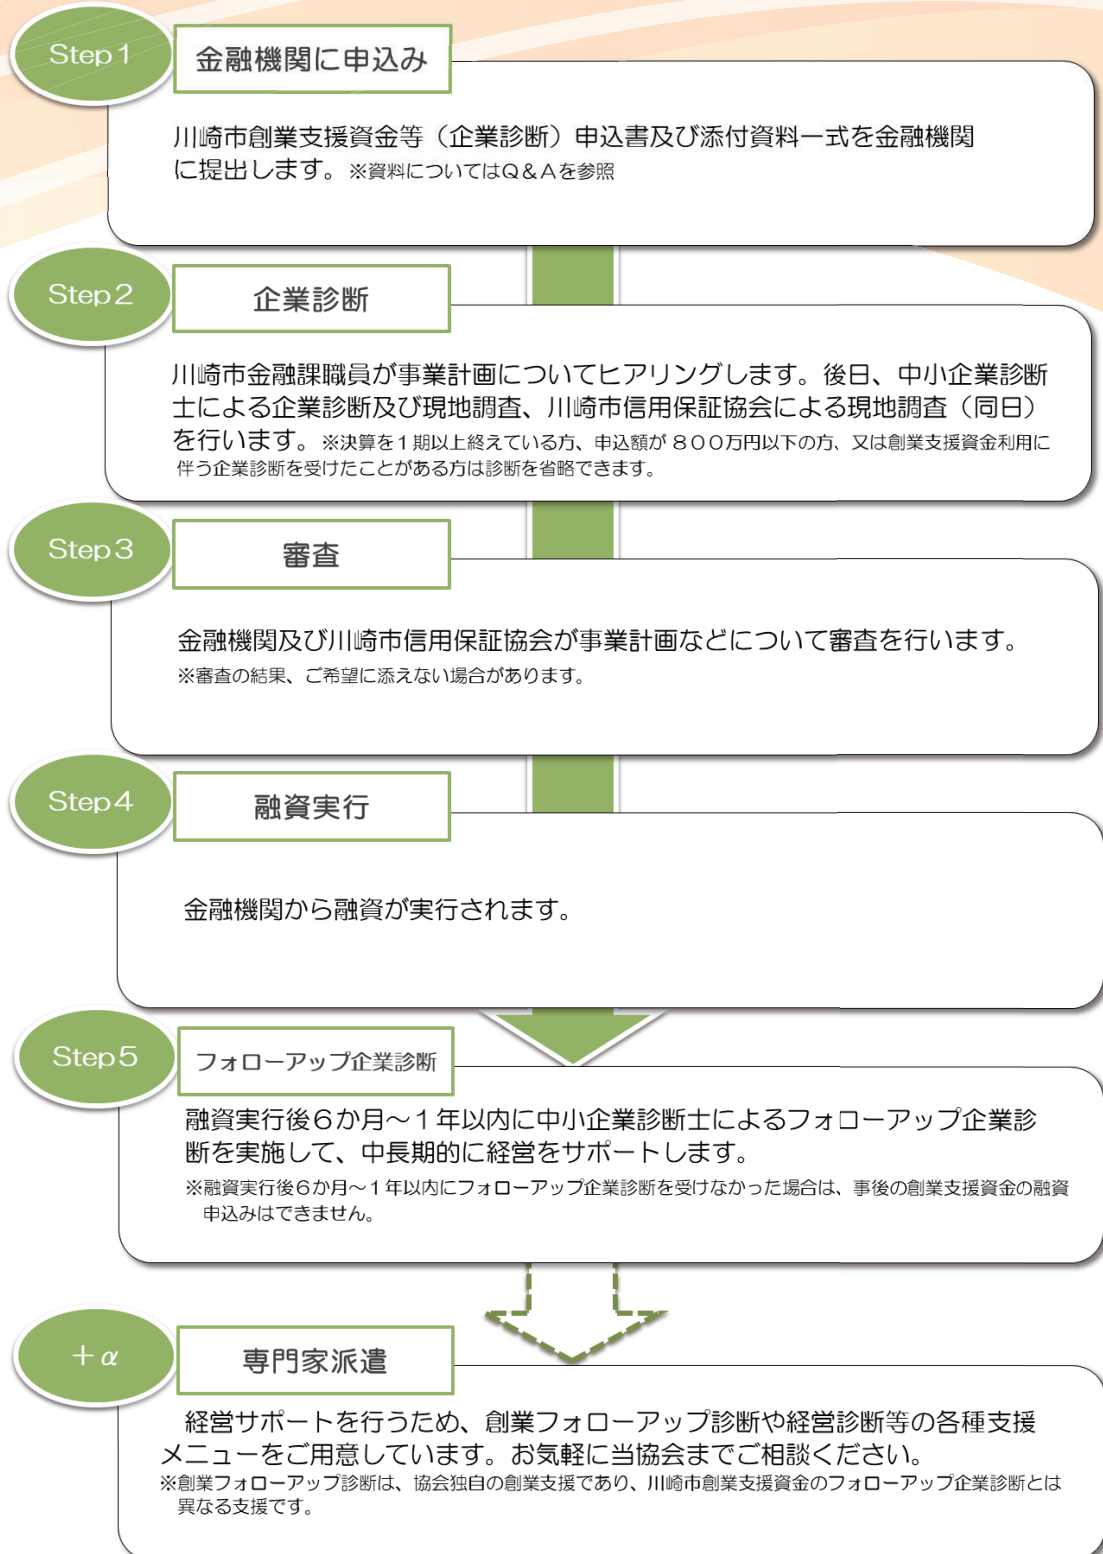 Step1
金融機関に申込み
川崎市創業支援資金等（企業診断）申込書及び添付資料一式を金融機関
に提出します。※資料についてはＱ＆Ａを参照
Step2
企業診断
川崎市金融課職員が事業計画についてヒアリングします。後日、中小企業診断
士による企業診断及び現地調査、川崎市信用保証協会による現地調査（同日）
を行います。※決算を１期以上終えている方、申込額が８００万円以下の方、又は創業支援資金利用に
伴う企業診断を受けたことがある方は診断を省略できます。
Step3
審査
金融機関及び川崎市信用保証協会が事業計画などについて審査を行います。
※審査の結果、ご希望に添えない場合があります。
Step4
融資実行
金融機関から融資が実行されます。
Step5
フォローアップ企業診断
融資実行後６か月～１年以内に中小企業診断士によるフォローアップ企業診
断を実施して、中長期的に経営をサポートします。
※融資実行後６か月～１年以内にフォローアップ企業診断を受けなかった場合は、事後の創業支援資金の融資
申込みはできません。
＋α
専門家派遣
経営サポートを行うため、創業フォローアップ診断や経営診断等の各種支援
メニューをご用意しています。お気軽に当協会までご相談ください。
※創業フォローアップ診断は、協会独自の創業支援であり、川崎市創業支援資金のフォローアップ企業診断とは
異なる支援です。